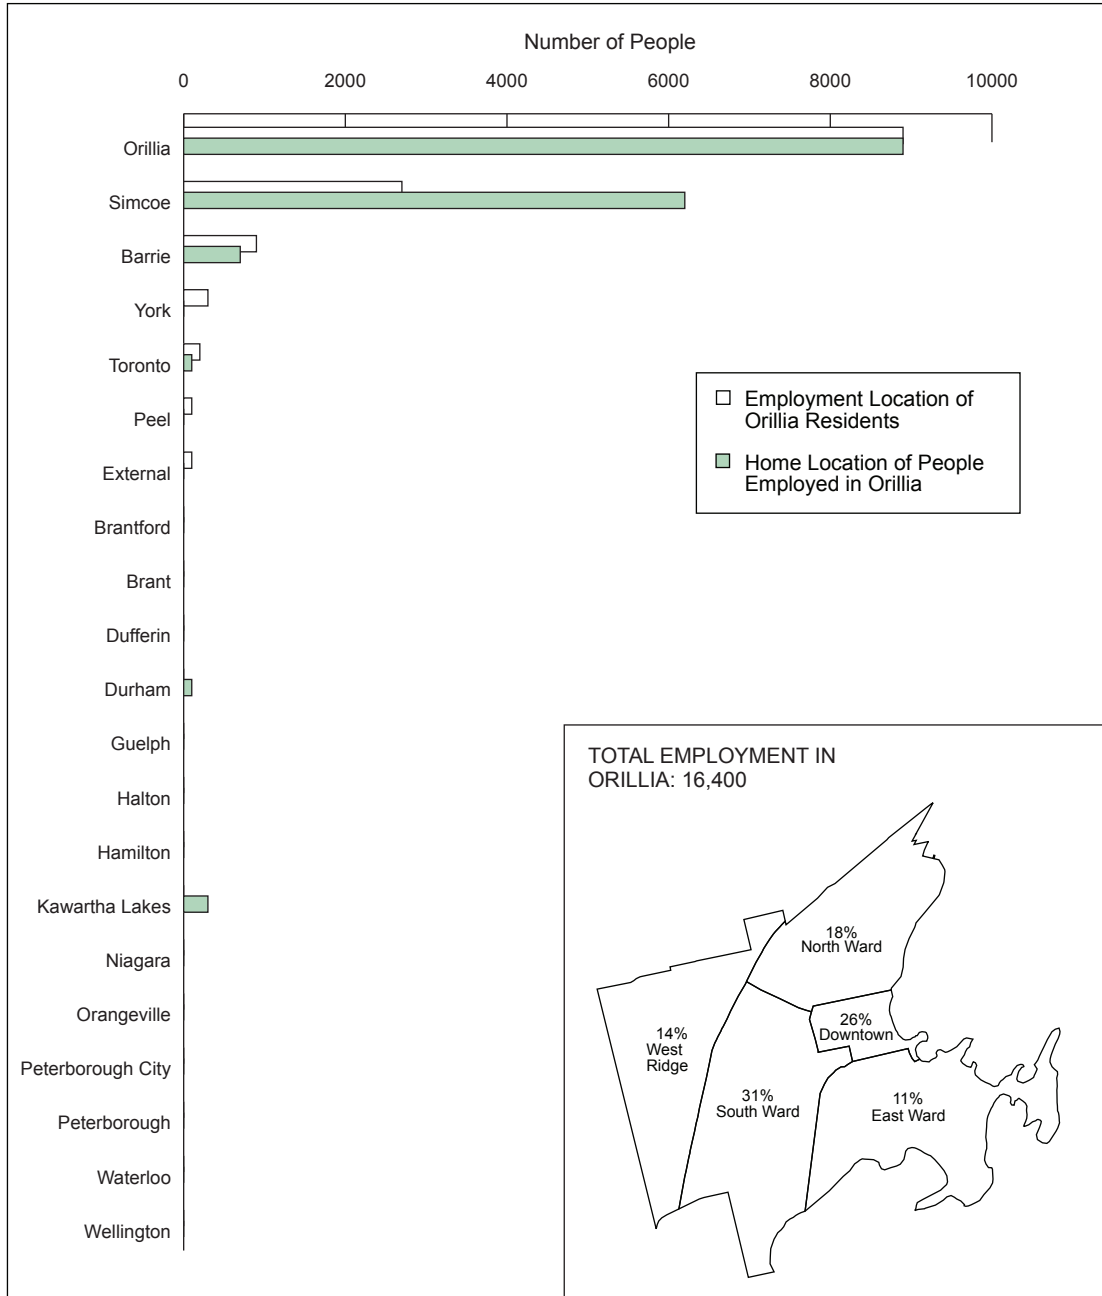 Number of People
0 2000 4000 6000 8000 10000
Orillia
Simcoe
Barrie
York
Toronto
Peel
External
Brantford
Brant
Dufferin
Durham
Guelph
Halton
Hamilton
Kawartha Lakes
Niagara
Orangeville
Peterborough City
Peterborough
Waterloo
Wellington
Employment Location of
Orillia Residents
Home Location of People
Employed in Orillia
TOTAL EMPLOYMENT IN
ORILLIA: 16,400
18%
North Ward
26%
Downtown
14%
West
Ridge
31%
South Ward
11%
East Ward